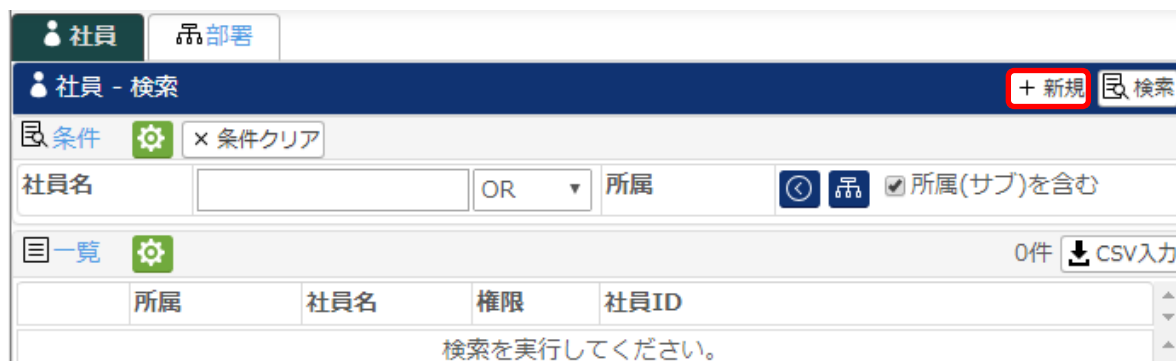 社員 部署
社員 - 検索 + 新規 検索
条件 × 条件クリア
社員名 OR 所属 所属(サブ)を含む
一覧 0件 CSV入力
所属 社員名 権限 社員ID
検索を実行してください。